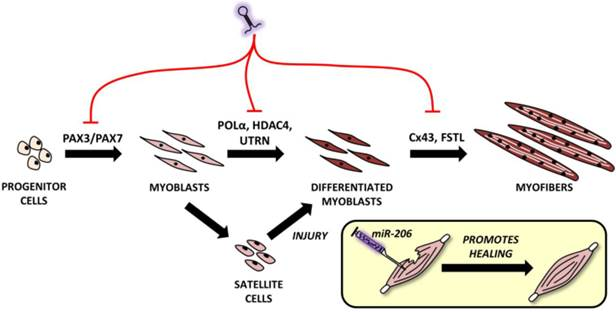 PAX3/PAX7
POLα, HDAC4,
UTRN
Cx43, FSTL
PROGENITOR
CELLS
MYOBLASTS
DIFFERENTIATED
MYOBLASTS
MYOFIBERS
INJURY
SATELLITE
CELLS
miR-206
PROMOTES
HEALING